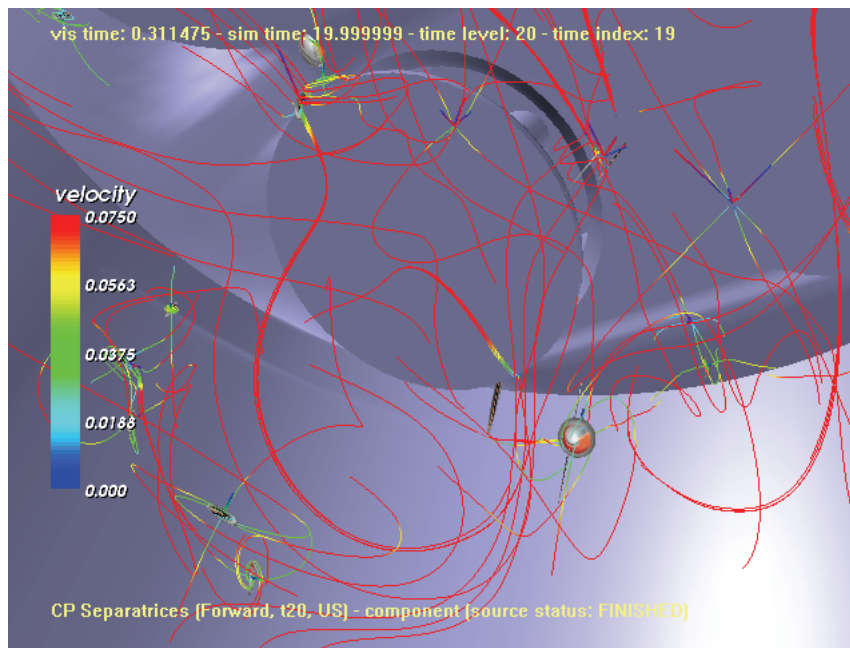 vis time: 0.311475 - sim time: 19.999999 - time level: 20 - time index: 19
velocity
0.0750
0.0563
0.0375
0.0188
0.000
CP Separatrices (Forward, t20, US) - component (source status: FINISHED)